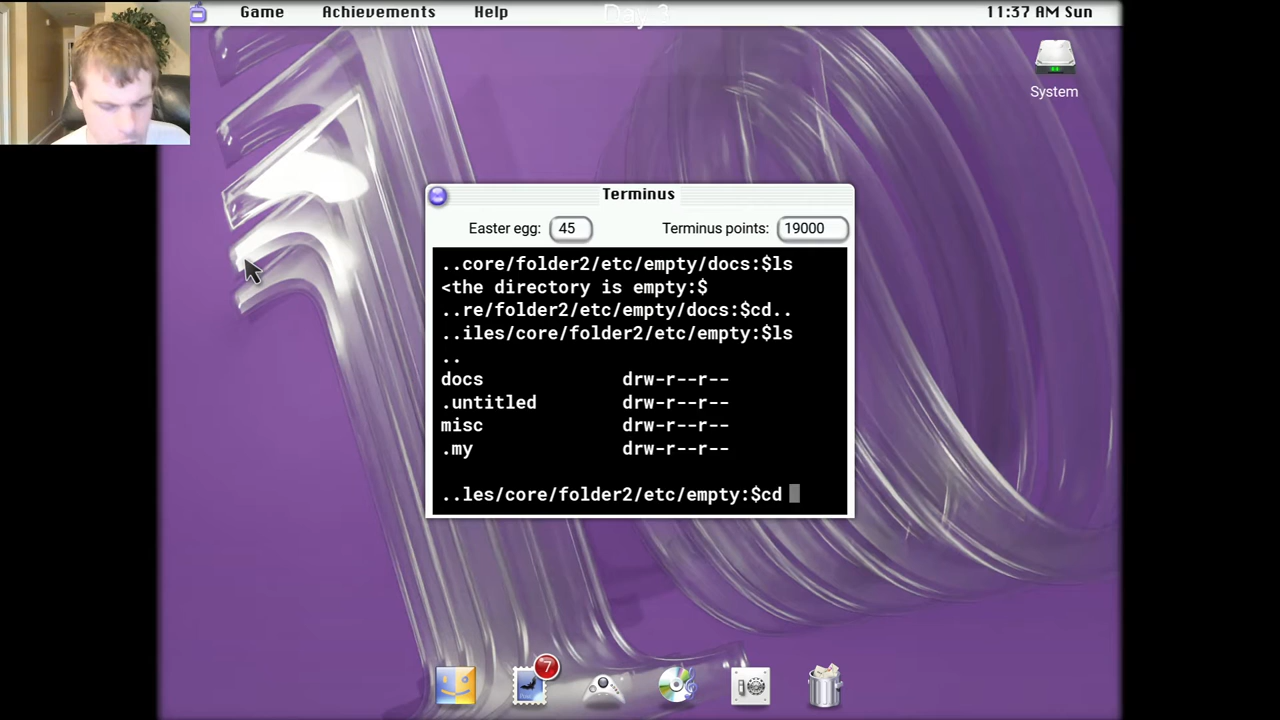 Game Achievements Help Day 3 11:37 AM Sun
System
Terminus
Easter egg: 45 Terminus points: 19000
..core/folder2/etc/empty/docs:$ls
<the directory is empty:$
..re/folder2/etc/empty/docs:$cd..
..iles/core/folder2/etc/empty:$ls
..
docs drw-r--r--
.untitled drw-r--r--
misc drw-r--r--
.my drw-r--r--
..les/core/folder2/etc/empty:$cd
7